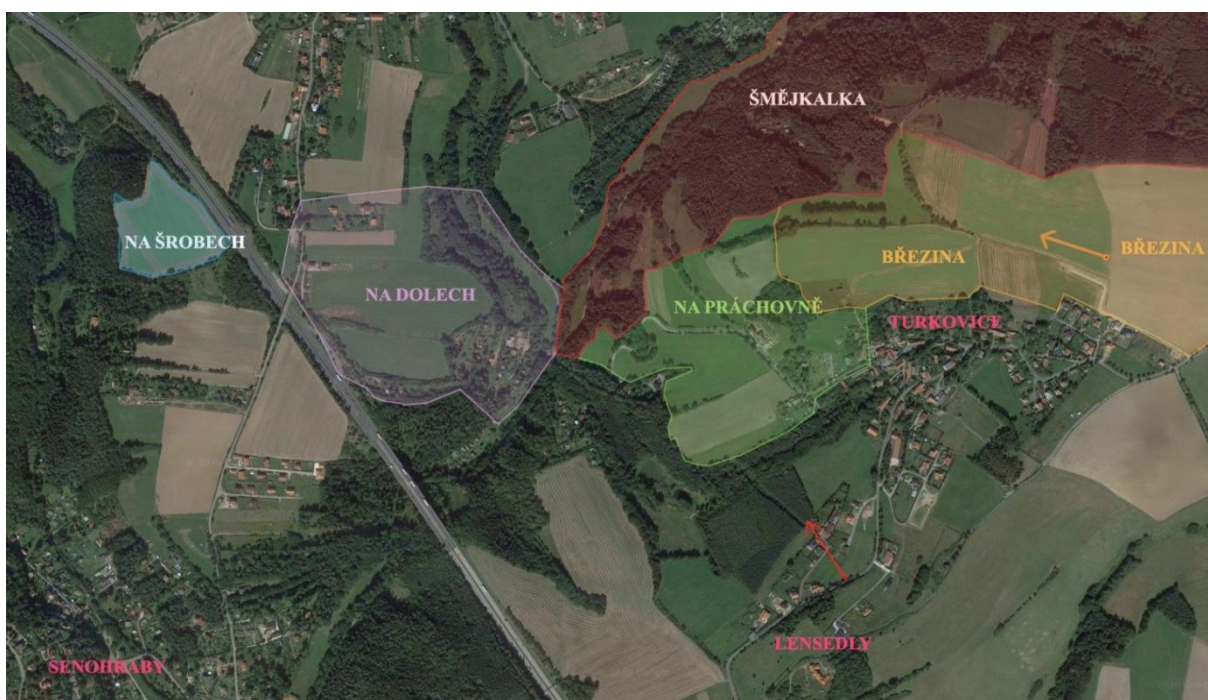 ŠMĚJKALKA
NA ŠROBECH
BŘEZINA
BŘEZINA
NA DOLECH
NA PRÁCHOVNĚ
TURKOVICE
LENSEDLY
SENOHRABY